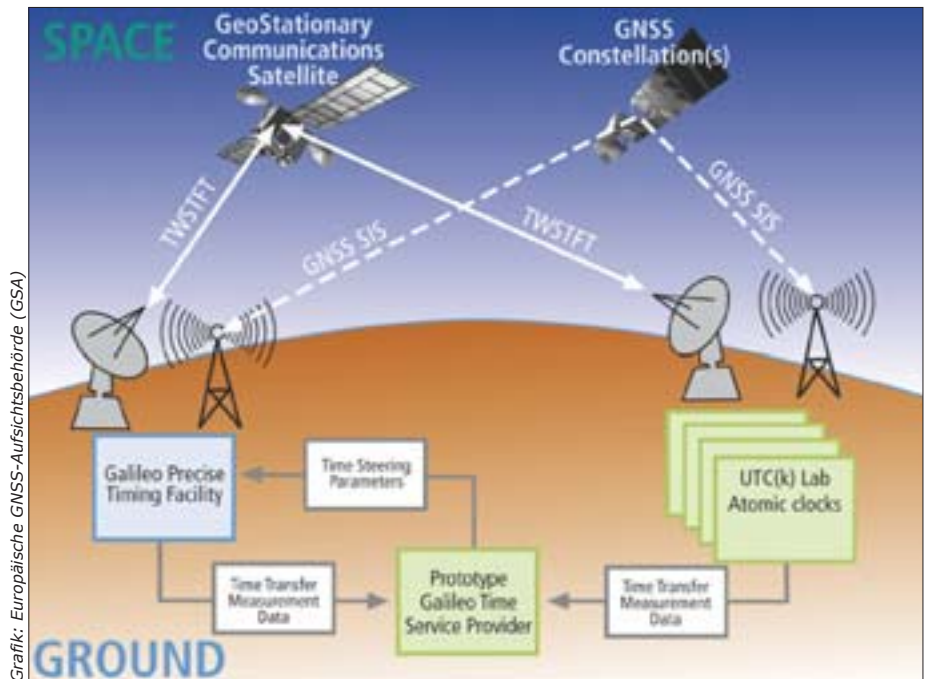 SPACE
GeoStationary
Communications
Satellite
GNSS
Constellation(s)
TWSTFT
GNSS SIS
TWSTFT
GNSS SIS
Galileo Precise
Timing Facility
Time Steering
Parameters
UTC(k) Lab
Atomic clocks
Time Transfer
Measurement
Data
Prototype
Galileo Time
Service Provider
Time Transfer
Measurement
Data
GROUND
Grafik: Europäische GNSS-Aufsichtsbehörde (GSA)